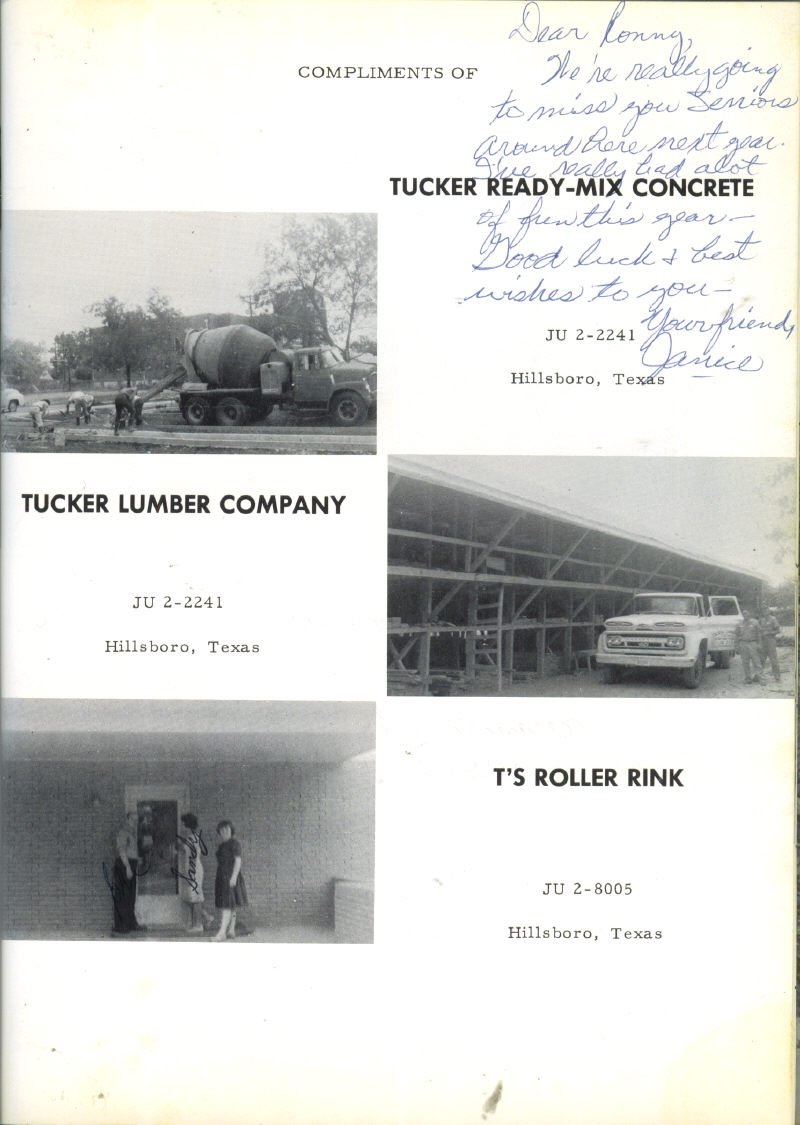 COMPLIMENTS OF
Dear Ronny,
We're really going
to miss you Seniors
around here next year.
I've really had alot
of fun this year—
Good luck & best
wishes to you—
Your friend,
Janice
TUCKER READY-MIX CONCRETE
JU 2-2241
Hillsboro, Texas
TUCKER LUMBER COMPANY
JU 2-2241
Hillsboro, Texas
Sandy
T'S ROLLER RINK
JU 2-8005
Hillsboro, Texas